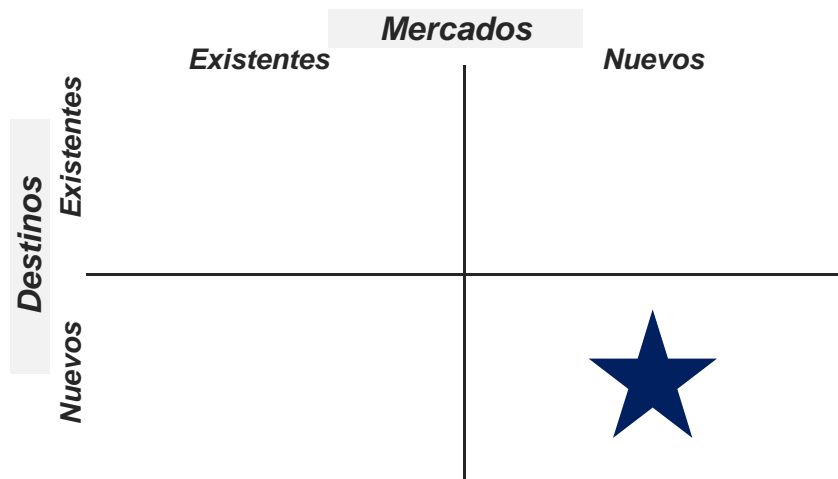 Mercados
Existentes
Nuevos
Destinos
Existentes
Nuevos